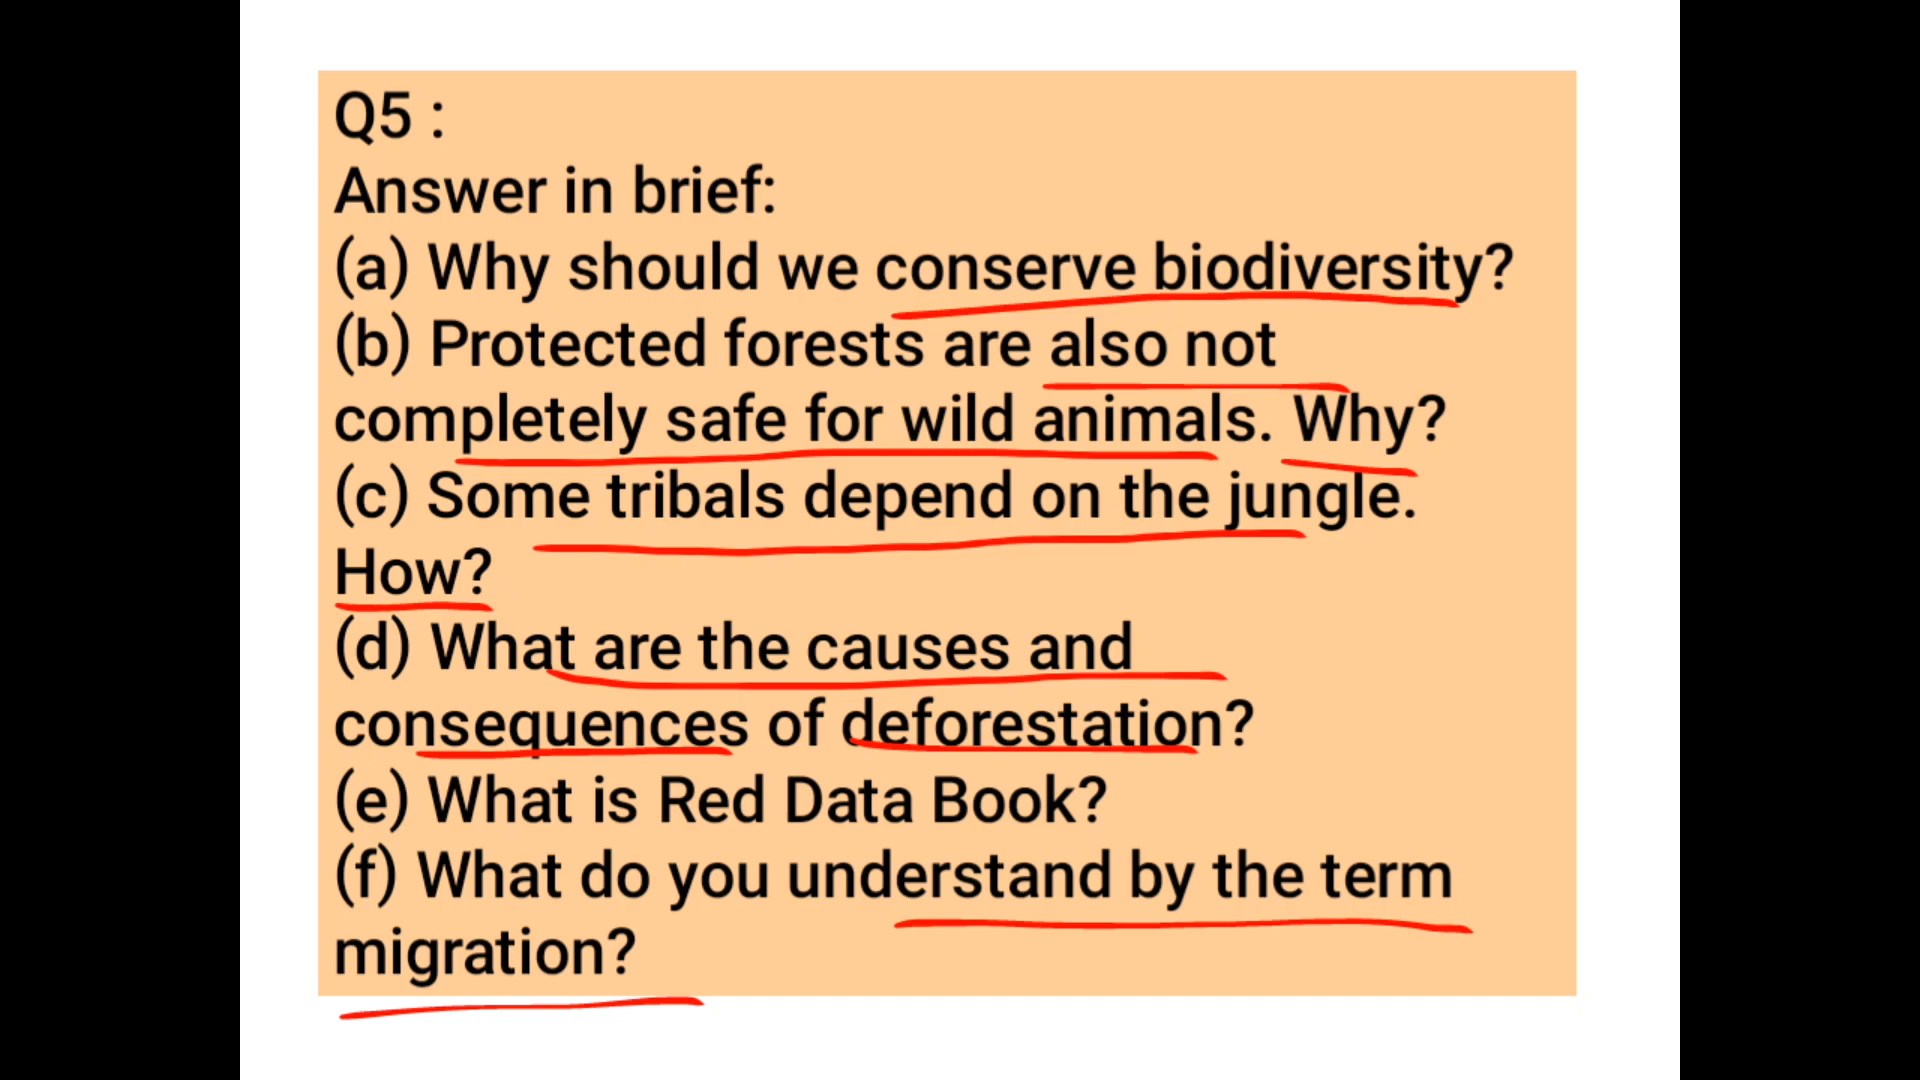 Q5 :
Answer in brief:
(a) Why should we conserve biodiversity?
(b) Protected forests are also not
completely safe for wild animals. Why?
(c) Some tribals depend on the jungle.
How?
(d) What are the causes and
consequences of deforestation?
(e) What is Red Data Book?
(f) What do you understand by the term
migration?